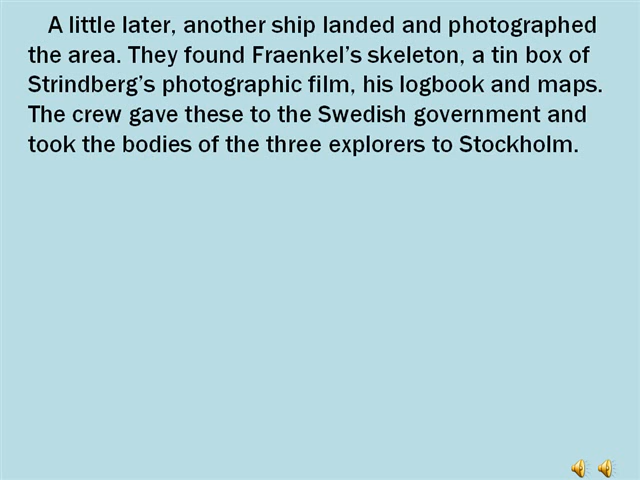 A little later, another ship landed and photographed
the area. They found Fraenkel’s skeleton, a tin box of
Strindberg’s photographic film, his logbook and maps.
The crew gave these to the Swedish government and
took the bodies of the three explorers to Stockholm.